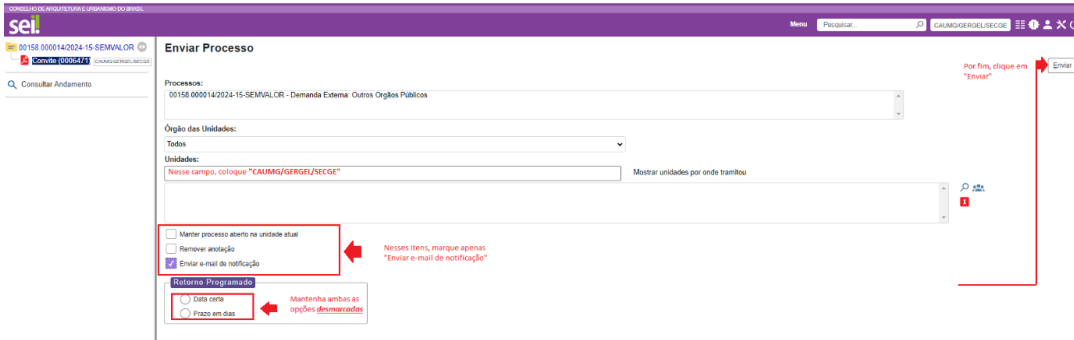 CONSELHO DE ARQUITETURA E URBANISMO DO BRASIL
sei!
Menu
Pesquisar...
CAUMG/GERGEL/SECGE
00158.000014/2024-15-SEMVALOR
Convite (0006471)
CAUMG/GERGEL/SECGE
Consultar Andamento
Enviar Processo
Por fim, clique em
"Enviar"
Enviar
Processos:
00158.000014/2024-15-SEMVALOR - Demanda Externa: Outros Orgãos Públicos
Órgão das Unidades:
Todos
Unidades:
Nesse campo, coloque "CAUMG/GERGEL/SECGE"
Mostrar unidades por onde tramitou
Manter processo aberto na unidade atual
Remover anotação
Enviar e-mail de notificação
Nesses itens, marque apenas
"Enviar e-mail de notificação"
Retorno Programado
Data certa
Prazo em dias
Mantenha ambas as
opções desmarcadas